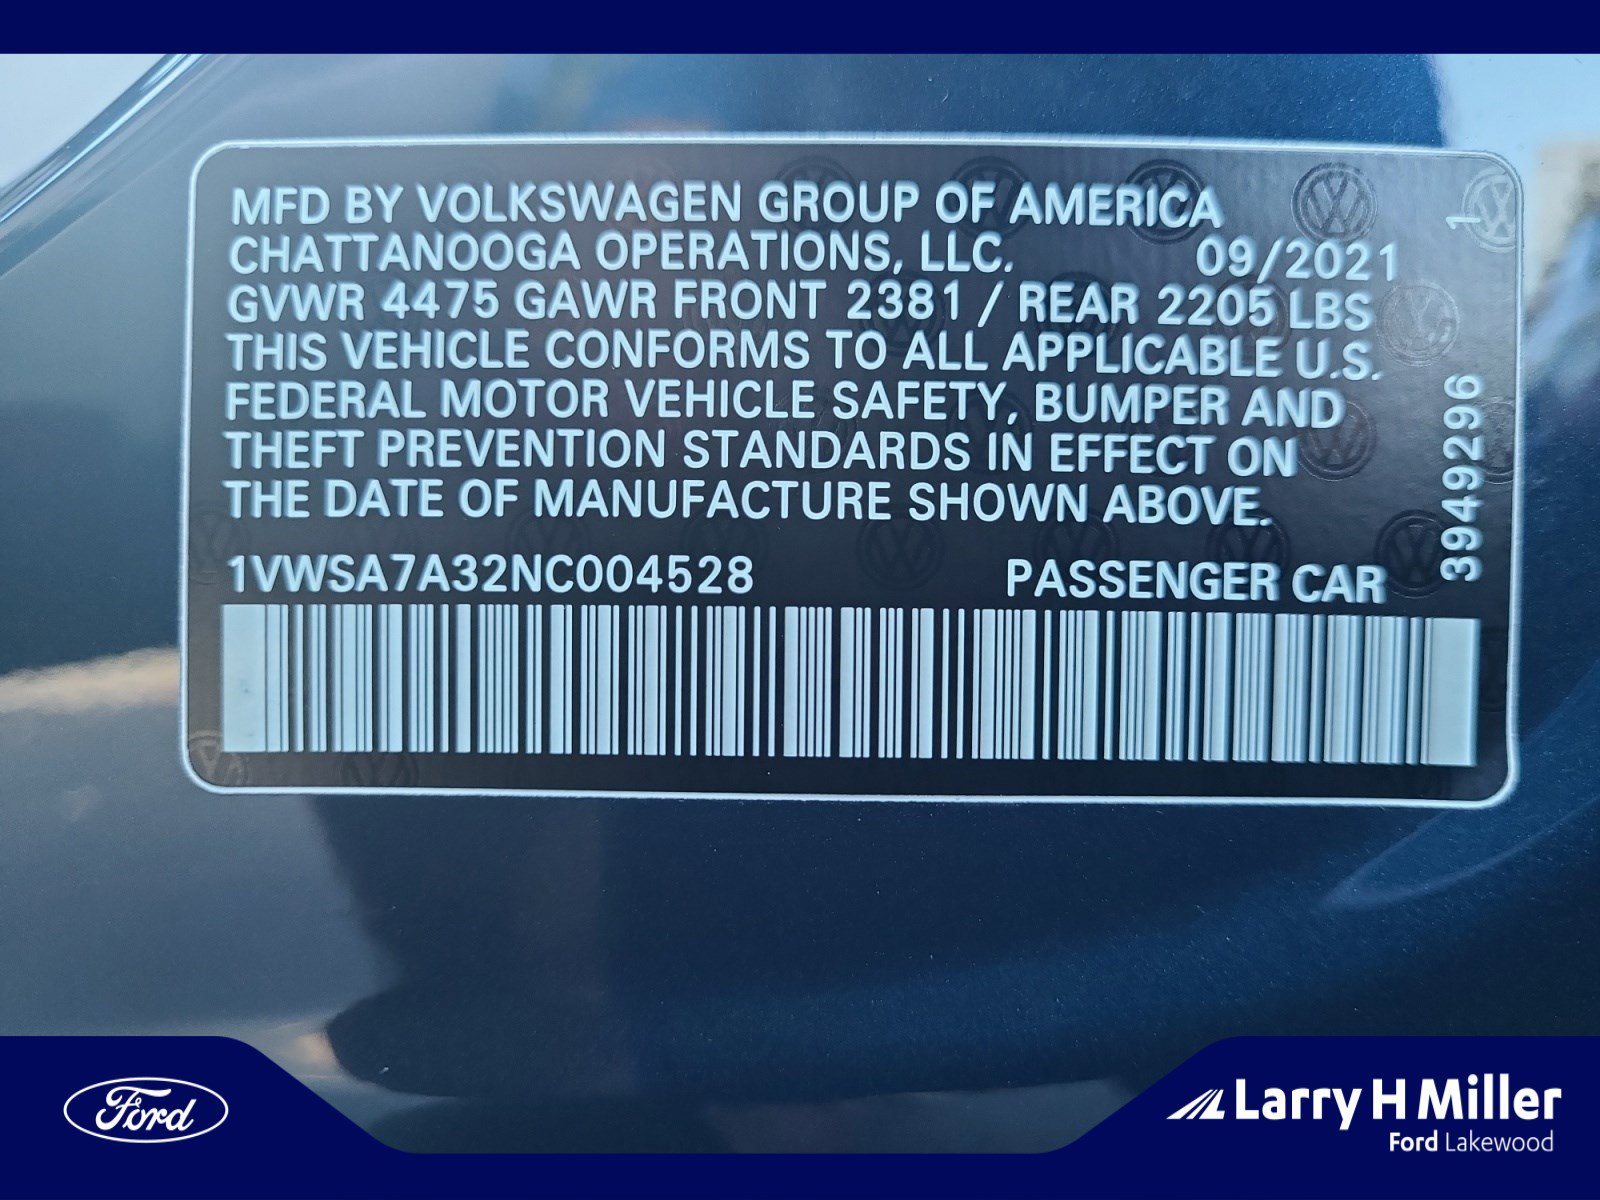 MFD BY VOLKSWAGEN GROUP OF AMERICA
CHATTANOOGA OPERATIONS, LLC. 09/2021
GVWR 4475 GAWR FRONT 2381 / REAR 2205 LBS
THIS VEHICLE CONFORMS TO ALL APPLICABLE U.S.
FEDERAL MOTOR VEHICLE SAFETY, BUMPER AND
THEFT PREVENTION STANDARDS IN EFFECT ON
THE DATE OF MANUFACTURE SHOWN ABOVE.
1VWSA7A32NC004528 PASSENGER CAR
3949296 1
Ford
Larry H Miller
Ford Lakewood